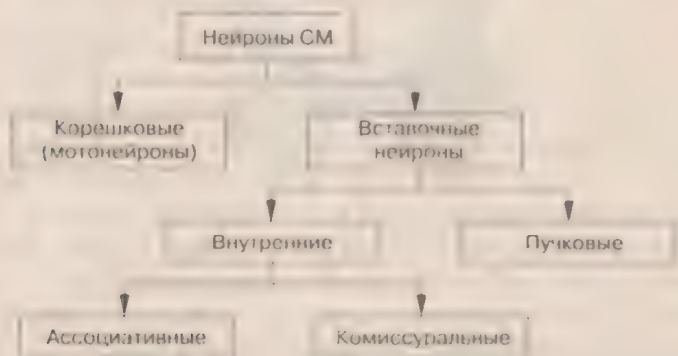 Нейроны СМ
Корешковые
(мотонейроны)
Вставочные
нейроны
Внутренние
Пучковые
Ассоциативные
Комиссуральные